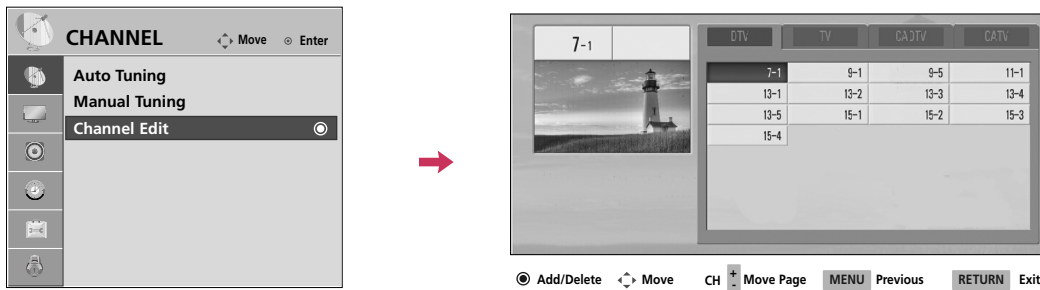 CHANNEL Move Enter
Auto Tuning
Manual Tuning
Channel Edit
7-1
DTV TV CADTV CATV
7-1 9-1 9-5 11-1
13-1 13-2 13-3 13-4
13-5 15-1 15-2 15-3
15-4
Add/Delete Move CH + - Move Page MENU Previous RETURN Exit